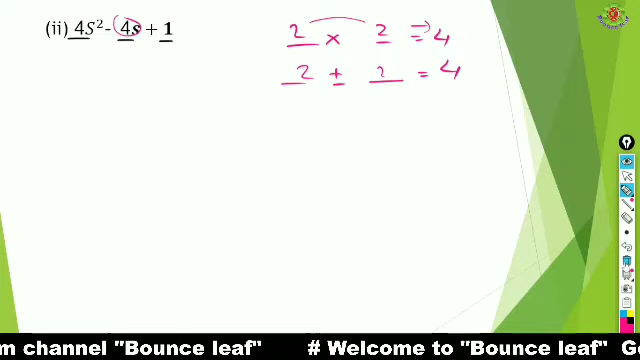 (ii) 4S² - 4s + 1
2 x 2 = 4
2 + 2 = 4
m channel "Bounce leaf" # Welcome to "Bounce leaf" G